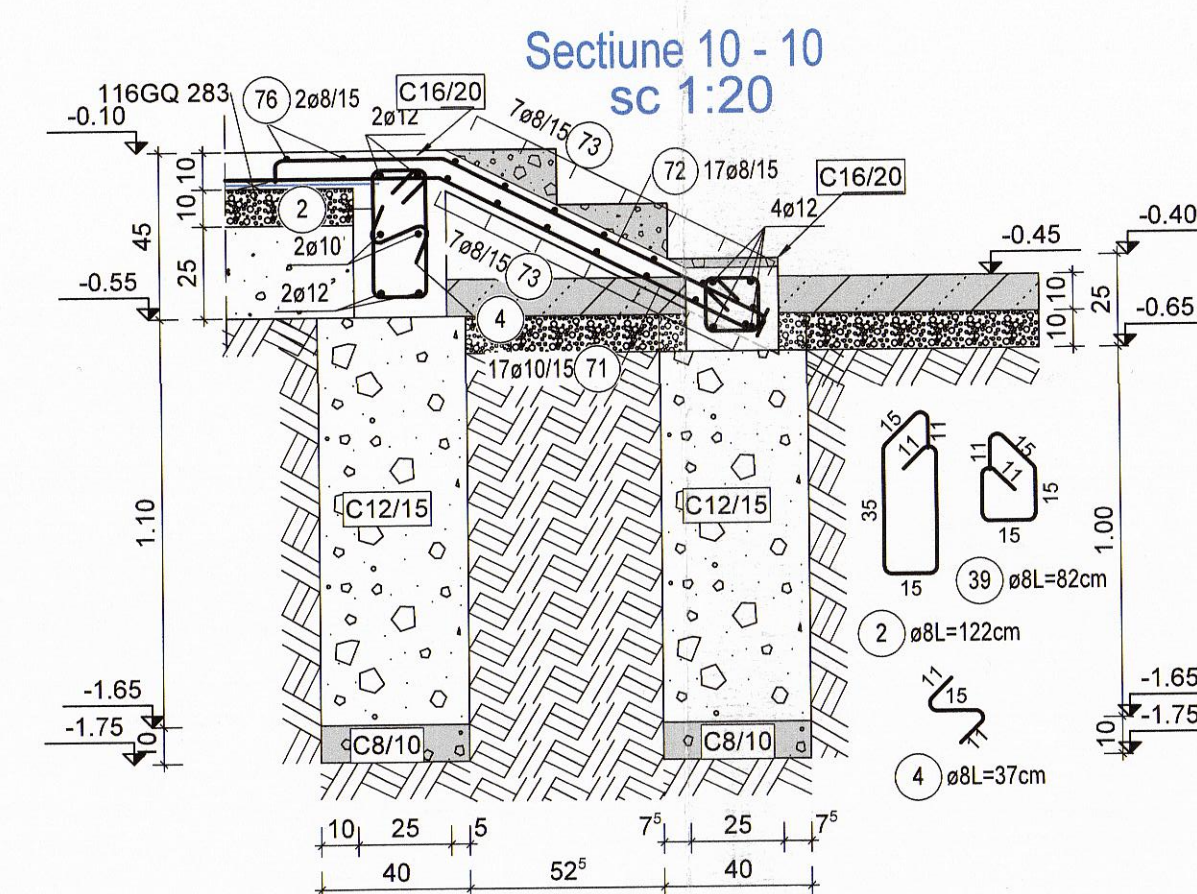 Sectiune 10 - 10
sc 1:20
116GQ 283
76 2ø8/15
C16/20
2ø12
7ø8/15 73
72 17ø8/15
C16/20
4ø12
-0.10
10
10
25
45
-0.55
2
2ø10
2ø12
7ø8/15 73
4
17ø10/15 71
-0.45
-0.40
10
10
25
-0.65
C12/15
C12/15
1.10
1.00
15
11
11
35
15
2 ø8L=122cm
11
15
11
15
15
39 ø8L=82cm
11
15
11
4 ø8L=37cm
-1.65
-1.75
10
C8/10
C8/10
-1.65
-1.75
10
10 25 5 7⁵ 25 7⁵
40 52⁵ 40